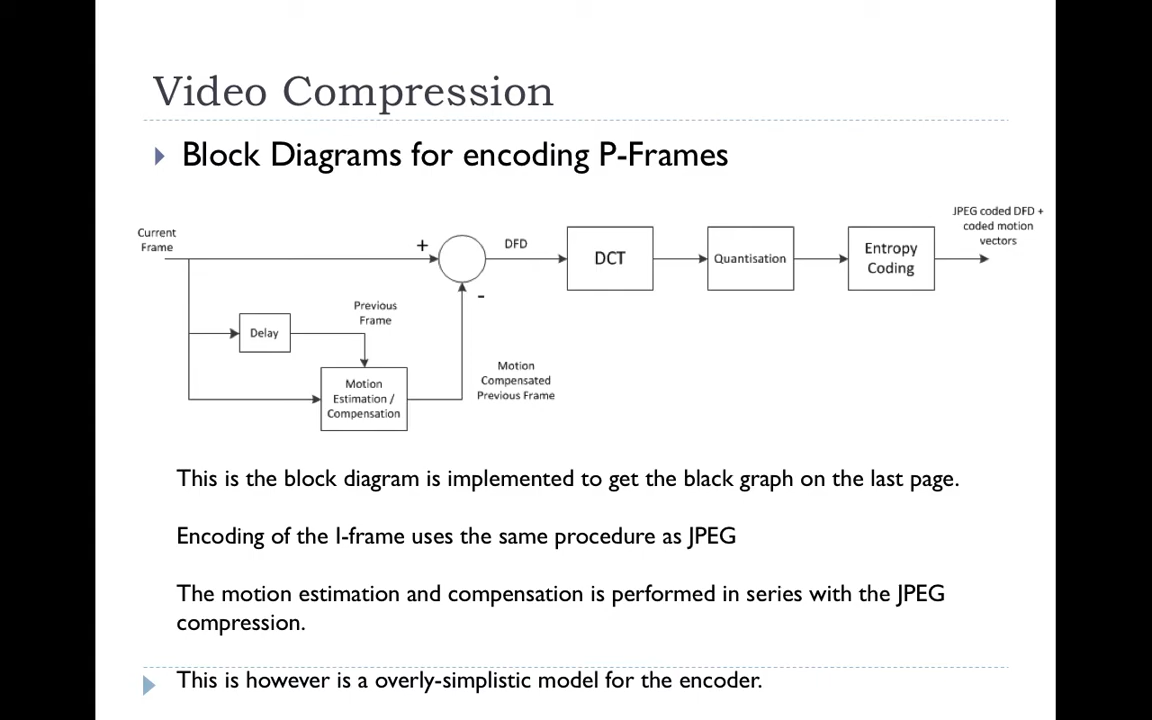 Video Compression
Block Diagrams for encoding P-Frames
JPEG coded DFD +
coded motion
vectors
Current
Frame
+
DFD
DCT
Quantisation
Entropy
Coding
-
Previous
Frame
Delay
Motion
Estimation /
Compensation
Motion
Compensated
Previous Frame
This is the block diagram is implemented to get the black graph on the last page.
Encoding of the I-frame uses the same procedure as JPEG
The motion estimation and compensation is performed in series with the JPEG
compression.
This is however is a overly-simplistic model for the encoder.